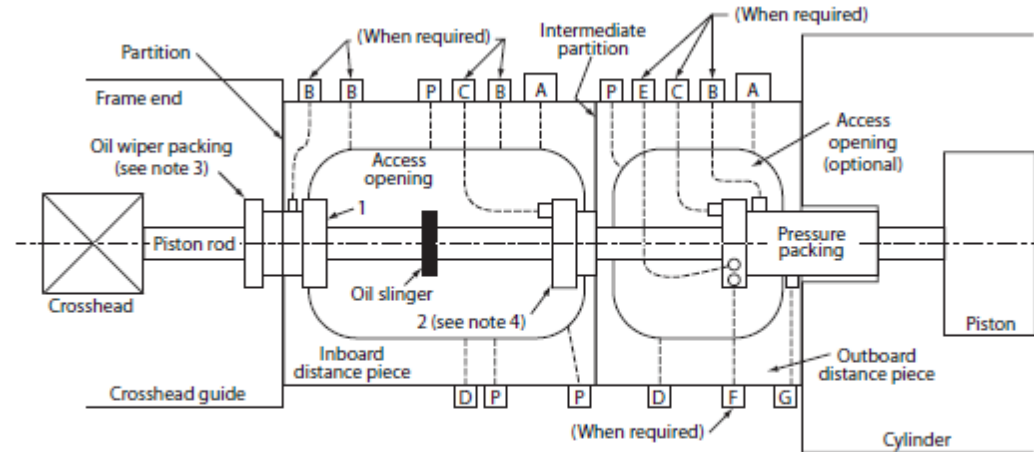 (When required)
Intermediate
partition
(When required)
Partition
B
B
P
C
B
A
P
E
C
B
A
Frame end
Oil wiper packing
(see note 3)
Access
opening
Access
opening
(optional)
1
Piston rod
Pressure
packing
Oil slinger
Crosshead
2 (see note 4)
Piston
Inboard
distance piece
Outboard
distance piece
Crosshead guide
D
P
P
D
F
G
(When required)
Cylinder